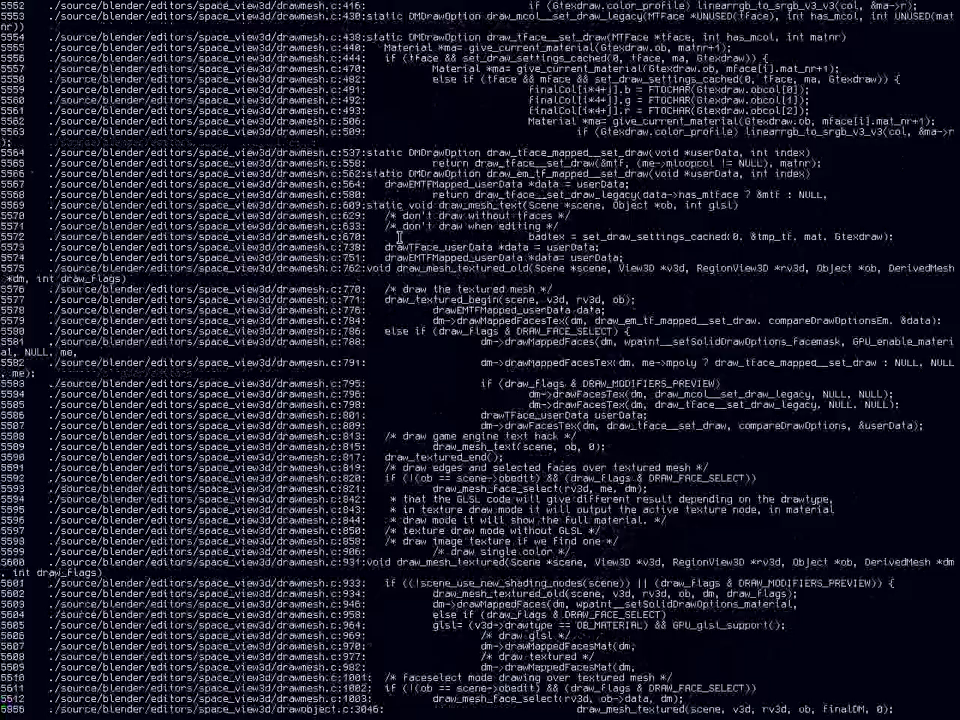 5552 ./source/blender/editors/space_view3d/drawmesh.c:416: if (Gtexdraw.color_profile) linearrgb_to_srgb_v3_v3(col, &ma->r);
5553 ./source/blender/editors/space_view3d/drawmesh.c:430:static DMDrawOption draw_mcol__set_draw_legacy(MTFace *UNUSED(tface), int has_mcol, int UNUSED(mat
nr))
5554 ./source/blender/editors/space_view3d/drawmesh.c:438:static DMDrawOption draw_tface__set_draw(MTFace *tface, int has_mcol, int matnr)
5555 ./source/blender/editors/space_view3d/drawmesh.c:440: Material *ma= give_current_material(Gtexdraw.ob, matnr+1);
5556 ./source/blender/editors/space_view3d/drawmesh.c:444: if (tface && set_draw_settings_cached(0, tface, ma, Gtexdraw)) {
5557 ./source/blender/editors/space_view3d/drawmesh.c:470: Material *ma= give_current_material(Gtexdraw.ob, mface[i].mat_nr+1);
5558 ./source/blender/editors/space_view3d/drawmesh.c:482: else if (tface && mface && set_draw_settings_cached(0, tface, ma, Gtexdraw)) {
5559 ./source/blender/editors/space_view3d/drawmesh.c:491: finalCol[i*4+j].b = FTOCHAR(Gtexdraw.obcol[0]);
5560 ./source/blender/editors/space_view3d/drawmesh.c:492: finalCol[i*4+j].g = FTOCHAR(Gtexdraw.obcol[1]);
5561 ./source/blender/editors/space_view3d/drawmesh.c:493: finalCol[i*4+j].r = FTOCHAR(Gtexdraw.obcol[2]);
5562 ./source/blender/editors/space_view3d/drawmesh.c:506: Material *ma= give_current_material(Gtexdraw.ob, mface[i].mat_nr+1);
5563 ./source/blender/editors/space_view3d/drawmesh.c:509: if (Gtexdraw.color_profile) linearrgb_to_srgb_v3_v3(col, &ma->r
);
5564 ./source/blender/editors/space_view3d/drawmesh.c:537:static DMDrawOption draw_tface_mapped__set_draw(void *userData, int index)
5565 ./source/blender/editors/space_view3d/drawmesh.c:558: return draw_tface__set_draw(&mtf, (me->mloopcol != NULL), matnr);
5566 ./source/blender/editors/space_view3d/drawmesh.c:562:static DMDrawOption draw_em_tf_mapped__set_draw(void *userData, int index)
5567 ./source/blender/editors/space_view3d/drawmesh.c:564: drawEMTFMapped_userData *data = userData;
5568 ./source/blender/editors/space_view3d/drawmesh.c:580: return draw_tface__set_draw_legacy(data->has_mtface ? &mtf : NULL,
5569 ./source/blender/editors/space_view3d/drawmesh.c:609:static void draw_mesh_text(Scene *scene, Object *ob, int glsl)
5570 ./source/blender/editors/space_view3d/drawmesh.c:629: /* don't draw without tfaces */
5571 ./source/blender/editors/space_view3d/drawmesh.c:633: /* don't draw when editing */
5572 ./source/blender/editors/space_view3d/drawmesh.c:670: badtex = set_draw_settings_cached(0, &tmp_tf, mat, Gtexdraw);
5573 ./source/blender/editors/space_view3d/drawmesh.c:738: drawTFace_userData *data = userData;
5574 ./source/blender/editors/space_view3d/drawmesh.c:751: drawEMTFMapped_userData *data= userData;
5575 ./source/blender/editors/space_view3d/drawmesh.c:762:void draw_mesh_textured_old(Scene *scene, View3D *v3d, RegionView3D *rv3d, Object *ob, DerivedMesh
*dm, int draw_flags)
5576 ./source/blender/editors/space_view3d/drawmesh.c:770: /* draw the textured mesh */
5577 ./source/blender/editors/space_view3d/drawmesh.c:771: draw_textured_begin(scene, v3d, rv3d, ob);
5578 ./source/blender/editors/space_view3d/drawmesh.c:776: drawEMTFMapped_userData data;
5579 ./source/blender/editors/space_view3d/drawmesh.c:784: dm->drawMappedFacesTex(dm, draw_em_tf_mapped__set_draw, compareDrawOptionsEm, &data);
5580 ./source/blender/editors/space_view3d/drawmesh.c:786: else if (draw_flags & DRAW_FACE_SELECT) {
5581 ./source/blender/editors/space_view3d/drawmesh.c:788: dm->drawMappedFaces(dm, wpaint__setSolidDrawOptions_facemask, GPU_enable_materi
al, NULL, me,
5582 ./source/blender/editors/space_view3d/drawmesh.c:791: dm->drawMappedFacesTex(dm, me->mpoly ? draw_tface_mapped__set_draw : NULL, NULL
, me);
5583 ./source/blender/editors/space_view3d/drawmesh.c:795: if (draw_flags & DRAW_MODIFIERS_PREVIEW)
5584 ./source/blender/editors/space_view3d/drawmesh.c:796: dm->drawFacesTex(dm, draw_mcol__set_draw_legacy, NULL, NULL);
5585 ./source/blender/editors/space_view3d/drawmesh.c:798: dm->drawFacesTex(dm, draw_tface__set_draw_legacy, NULL, NULL);
5586 ./source/blender/editors/space_view3d/drawmesh.c:801: drawTFace_userData userData;
5587 ./source/blender/editors/space_view3d/drawmesh.c:809: dm->drawFacesTex(dm, draw_tface__set_draw, compareDrawOptions, &userData);
5588 ./source/blender/editors/space_view3d/drawmesh.c:813: /* draw game engine text hack */
5589 ./source/blender/editors/space_view3d/drawmesh.c:815: draw_mesh_text(scene, ob, 0);
5590 ./source/blender/editors/space_view3d/drawmesh.c:817: draw_textured_end();
5591 ./source/blender/editors/space_view3d/drawmesh.c:819: /* draw edges and selected faces over textured mesh */
5592 ./source/blender/editors/space_view3d/drawmesh.c:820: if (!(ob == scene->obedit) && (draw_flags & DRAW_FACE_SELECT))
5593 ./source/blender/editors/space_view3d/drawmesh.c:821: draw_mesh_face_select(rv3d, me, dm);
5594 ./source/blender/editors/space_view3d/drawmesh.c:842: * that the GLSL code will give different result depending on the drawtype,
5595 ./source/blender/editors/space_view3d/drawmesh.c:843: * in texture draw mode it will output the active texture node, in material
5596 ./source/blender/editors/space_view3d/drawmesh.c:844: * draw mode it will show the full material. */
5597 ./source/blender/editors/space_view3d/drawmesh.c:850: /* texture draw mode without GLSL */
5598 ./source/blender/editors/space_view3d/drawmesh.c:858: /* draw image texture if we find one */
5599 ./source/blender/editors/space_view3d/drawmesh.c:906: /* draw single color */
5600 ./source/blender/editors/space_view3d/drawmesh.c:931:void draw_mesh_textured(Scene *scene, View3D *v3d, RegionView3D *rv3d, Object *ob, DerivedMesh *dm
, int draw_flags)
5601 ./source/blender/editors/space_view3d/drawmesh.c:933: if ((!scene_use_new_shading_nodes(scene)) || (draw_flags & DRAW_MODIFIERS_PREVIEW)) {
5602 ./source/blender/editors/space_view3d/drawmesh.c:934: draw_mesh_textured_old(scene, v3d, rv3d, ob, dm, draw_flags);
5603 ./source/blender/editors/space_view3d/drawmesh.c:946: dm->drawMappedFaces(dm, wpaint__setSolidDrawOptions_material,
5604 ./source/blender/editors/space_view3d/drawmesh.c:958: else if (draw_flags & DRAW_FACE_SELECT)
5605 ./source/blender/editors/space_view3d/drawmesh.c:964: glsl= (v3d->drawtype == OB_MATERIAL) && GPU_glsl_support();
5606 ./source/blender/editors/space_view3d/drawmesh.c:969: /* draw glsl */
5607 ./source/blender/editors/space_view3d/drawmesh.c:970: dm->drawMappedFacesMat(dm,
5608 ./source/blender/editors/space_view3d/drawmesh.c:977: /* draw textured */
5609 ./source/blender/editors/space_view3d/drawmesh.c:982: dm->drawMappedFacesMat(dm,
5610 ./source/blender/editors/space_view3d/drawmesh.c:1001: /* faceselect mode drawing over textured mesh */
5611 ./source/blender/editors/space_view3d/drawmesh.c:1002: if (!(ob == scene->obedit) && (draw_flags & DRAW_FACE_SELECT))
5612 ./source/blender/editors/space_view3d/drawmesh.c:1003: draw_mesh_face_select(rv3d, ob->data, dm);
5856 ./source/blender/editors/space_view3d/drawobject.c:3046: draw_mesh_textured(scene, v3d, rv3d, ob, finalDM, 0);